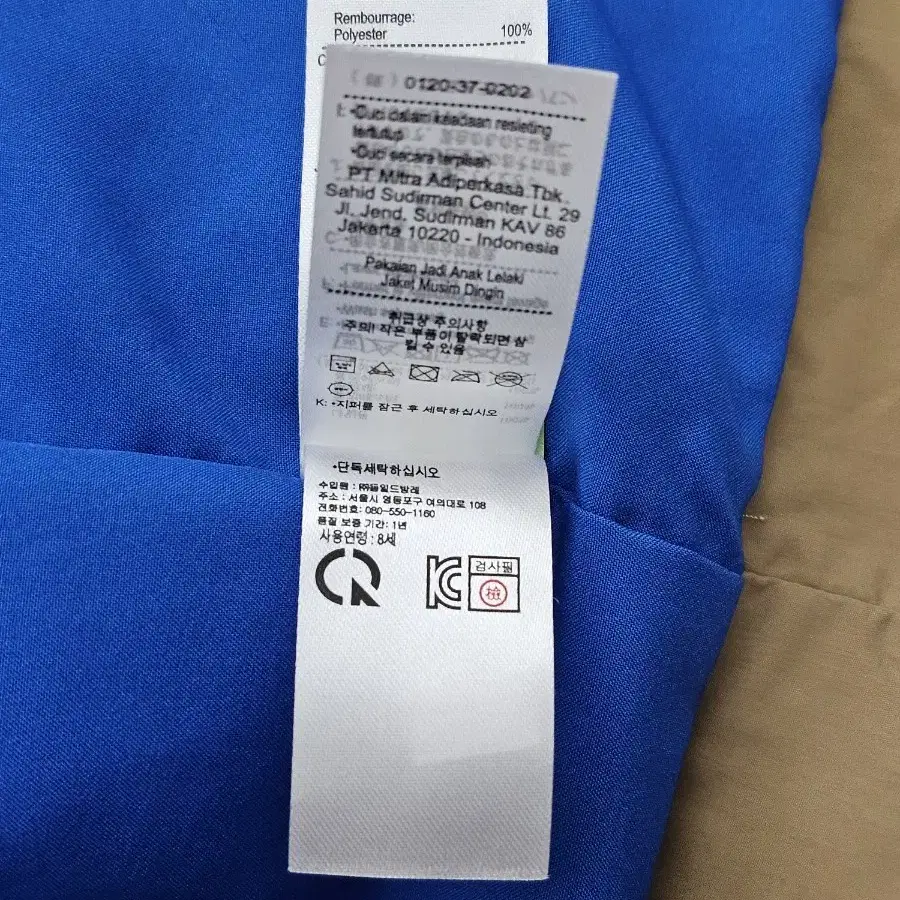 Rembourrage:
Polyester 100%
0120-37-0202
•Cuci dalam keadaan resleting
tertutup
•Cuci secara terpisah
PT Mitra Adiperkasa Tbk.
Sahid Sudirman Center Lt. 29
Jl. Jend. Sudirman KAV 86
Jakarta 10220 - Indonesia
Pakaian Jadi Anak Lelaki
Jaket Musim Dingin
취급상 주의사항
주의! 작은 부품이 탈락되면 삼
킬 수 있음
K: •지퍼를 잠근 후 세탁하십시오
•단독세탁하십시오
수입원 :
주소 : 서울시 영등포구 여의대로 108
전화번호: 080-550-1160
품질 보증 기간: 1년
사용연령 : 8세
검사필
檢